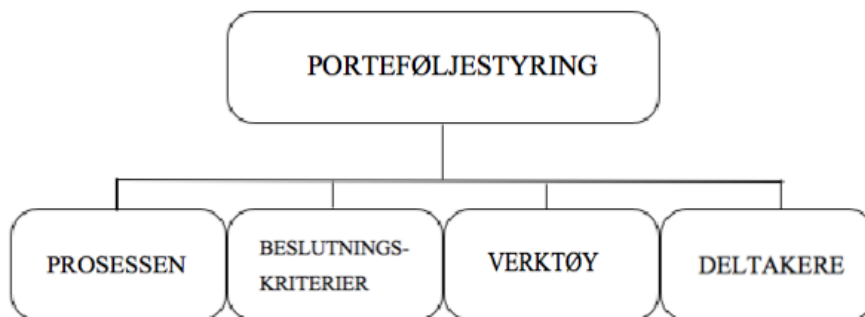 PORTEFØLJESTYRING
PROSESSEN
BESLUTNINGS-
KRITERIER
VERKTØY
DELTAKERE